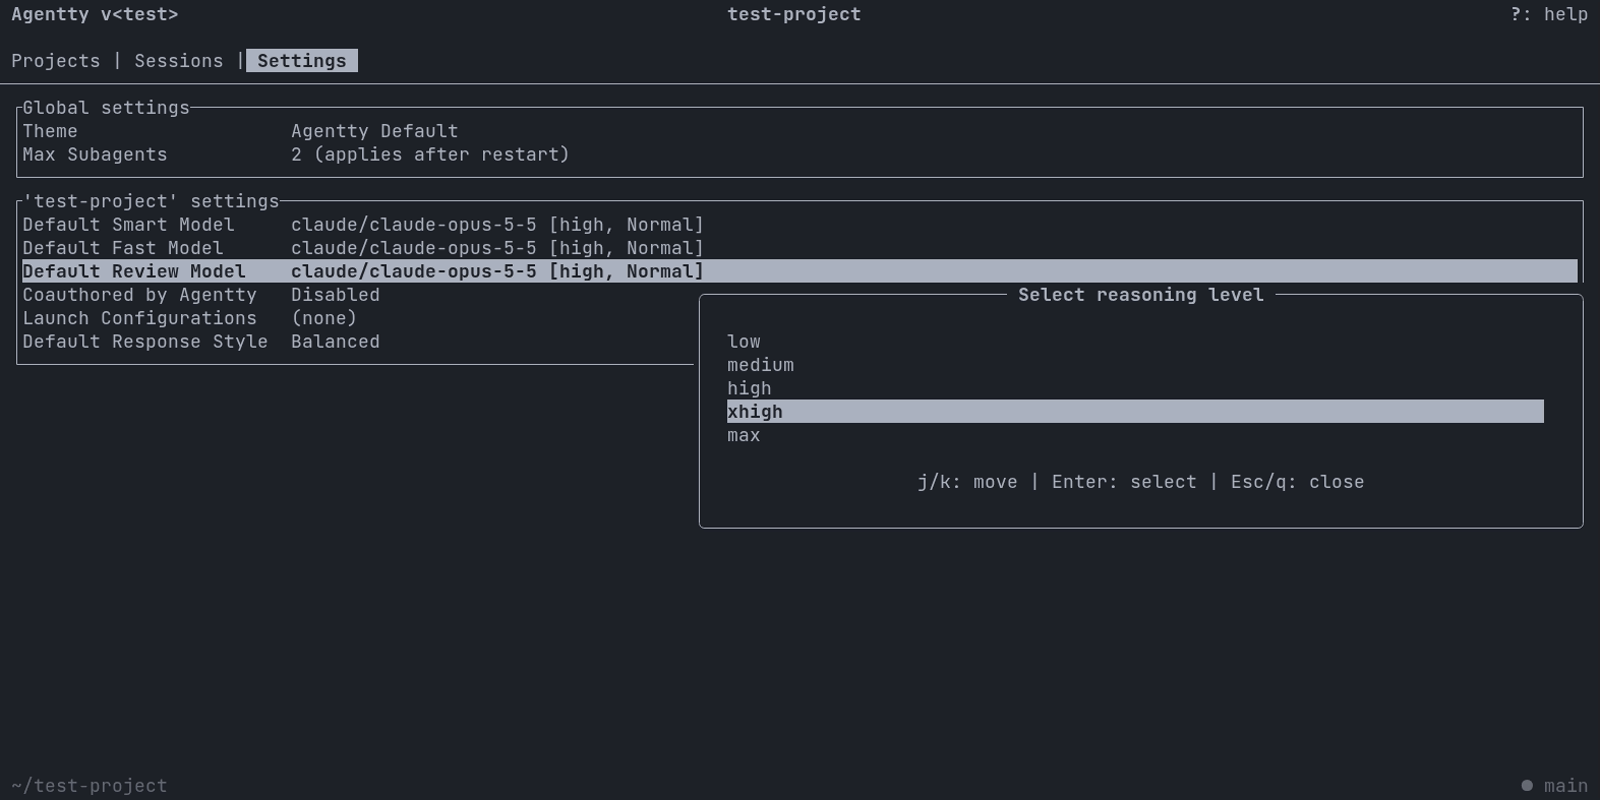 Agentty v<test> test-project ?: help
Projects | Sessions | Settings
Global settings
Theme Agentty Default
Max Subagents 2 (applies after restart)
'test-project' settings
Default Smart Model claude/claude-opus-5-5 [high, Normal]
Default Fast Model claude/claude-opus-5-5 [high, Normal]
Default Review Model claude/claude-opus-5-5 [high, Normal]
Coauthored by Agentty Disabled
Launch Configurations (none)
Default Response Style Balanced
Select reasoning level
low
medium
high
xhigh
max
j/k: move | Enter: select | Esc/q: close
~/test-project ● main